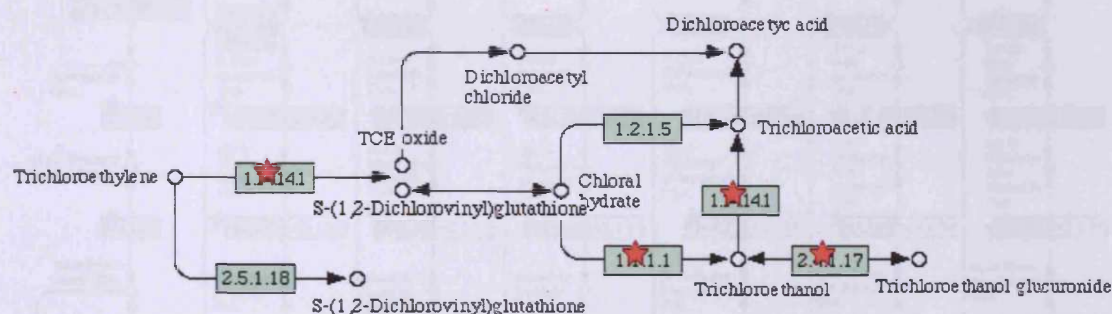 Dichloroacetyc acid
Dichloroacetyl
chloride
1.2.1.5
Trichloroacetic acid
TCE oxide
Trichloroethylene
Chloral
hydrate
S-(1,2-Dichlorovinyl)glutathione
2.5.1.18
S-(1,2-Dichlorovinyl)glutathione
Trichloroethanol
Trichloroethanol glucuronide